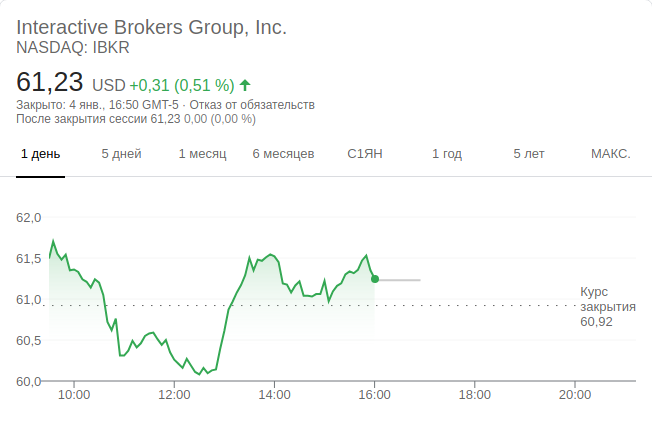 Interactive Brokers Group, Inc.
NASDAQ: IBKR
61,23 USD +0,31 (0,51 %)
Закрыто: 4 янв., 16:50 GMT-5 · Отказ от обязательств
После закрытия сессии 61,23 0,00 (0,00 %)
1 день 5 дней 1 месяц 6 месяцев С1ЯН 1 год 5 лет МАКС.
62,0
61,5
61,0
60,5
60,0
Курс
закрытия
60,92
10:00 12:00 14:00 16:00 18:00 20:00